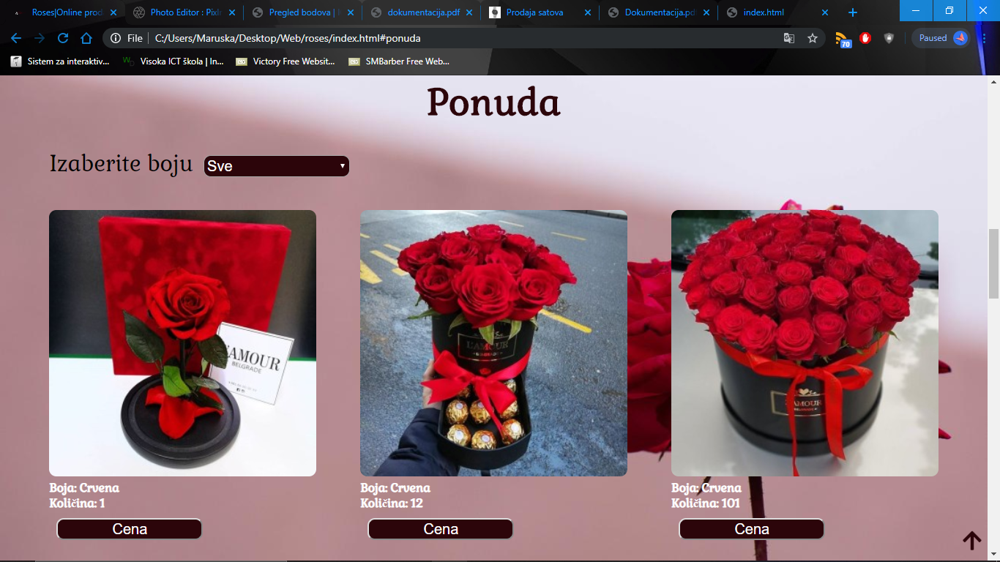 Roses|Online prod
Photo Editor : Pixlr
Pregled bodova |
dokumentacija.pdf
Prodaja satova
Dokumentacija.pd
index.html
File
C:/Users/Maruska/Desktop/Web/roses/index.html#ponuda
70
Paused
Sistem za interaktiv...
Visoka ICT škola | In...
Victory Free Websit...
SMBarber Free Web...
Ponuda
Izaberite boju
Sve
L'AMOUR
BELGRADE
L'AMOUR
BELGRADE
L'AMOUR
BELGRADE
Boja: Crvena
Količina: 1
Cena
Boja: Crvena
Količina: 12
Cena
Boja: Crvena
Količina: 101
Cena